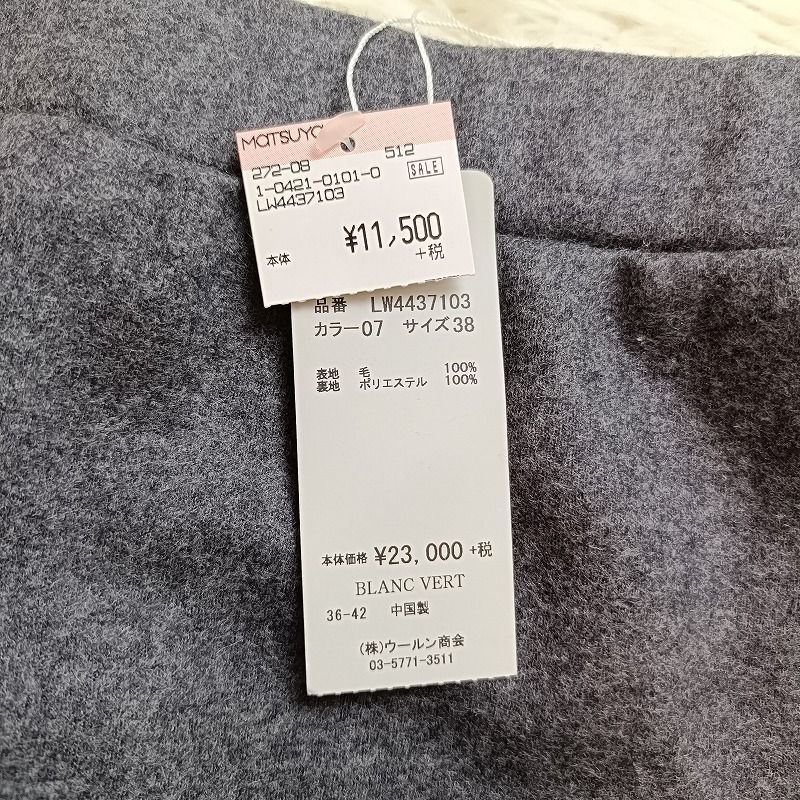 MATSUYA
272-08 512
1-0421-0101-0 SALE
LW4437103
¥11,500
本体 +税
品番 LW4437103
カラー07 サイズ38
表地 毛 100%
裏地 ポリエステル 100%
本体価格 ¥23,000 +税
BLANC VERT
36-42 中国製
(株)ウールン商会
03-5771-3511